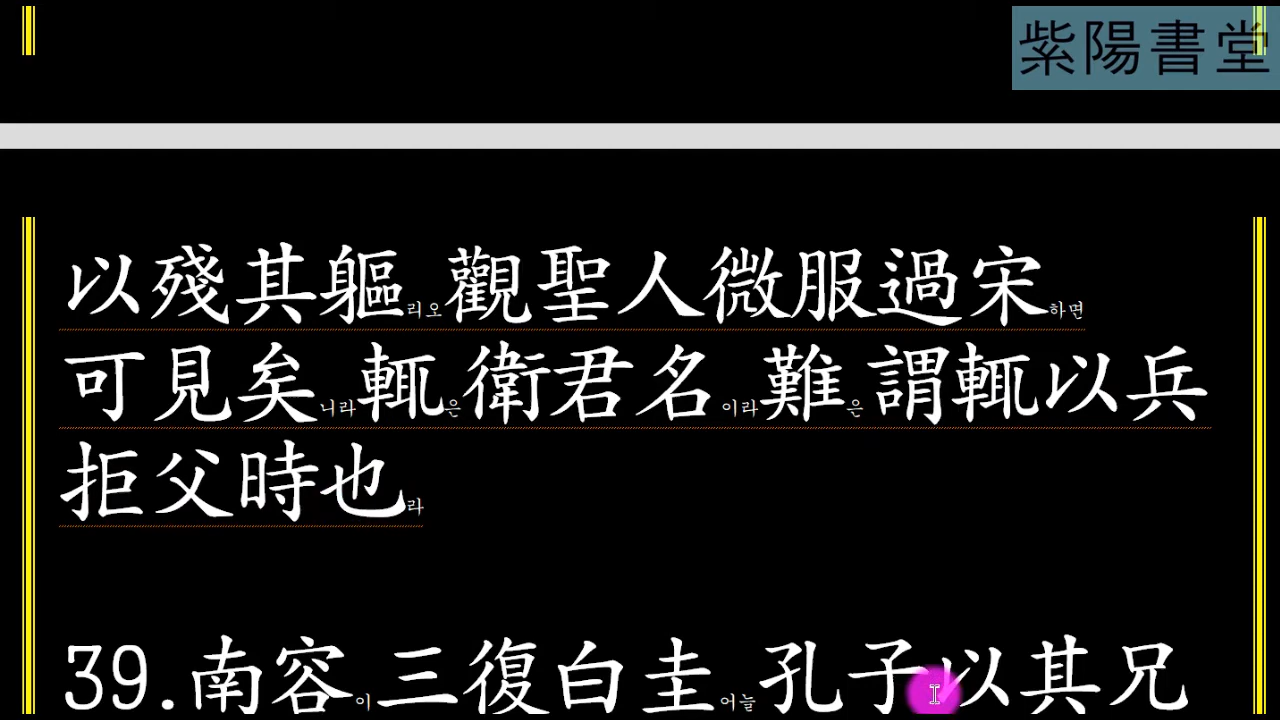 紫陽書堂
以殘其軀리오觀聖人微服過宋하면
可見矣니라輒은衛君名이라難은謂輒以兵
拒父時也라
39.南容이三復白圭어늘孔子以其兄